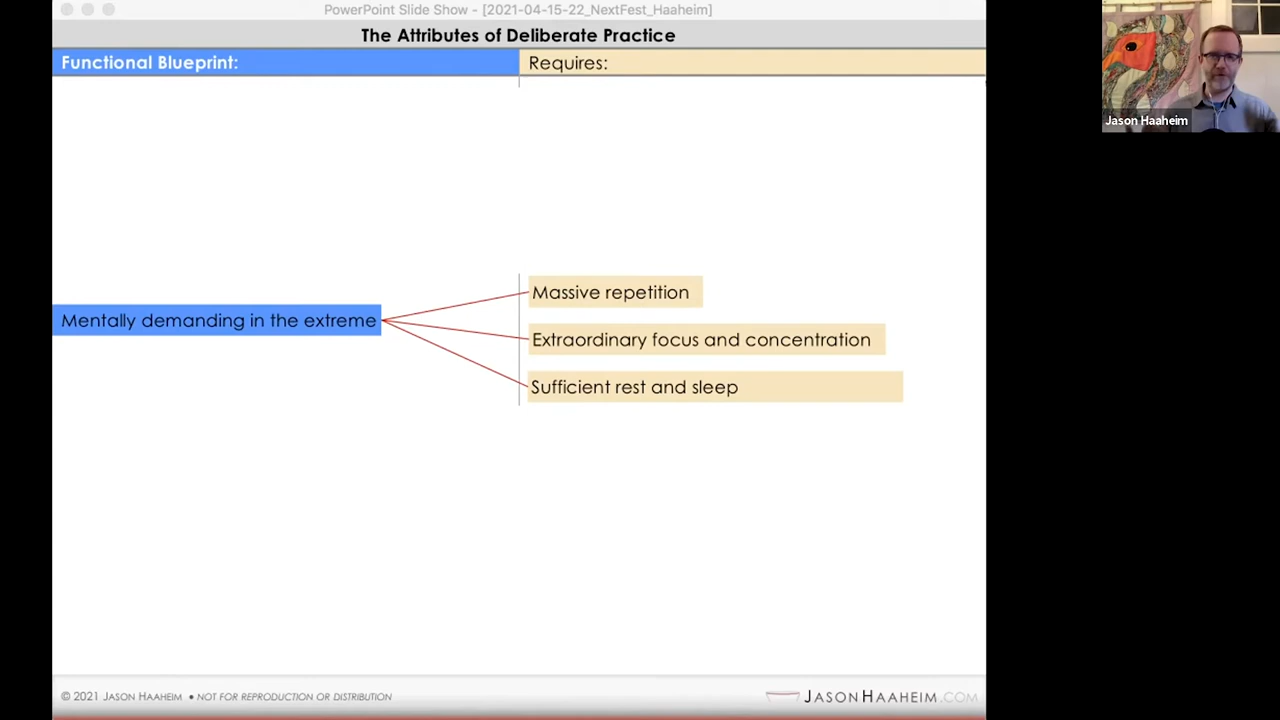 PowerPoint Slide Show - [2021-04-15-22_NextFest_Haaheim]
The Attributes of Deliberate Practice
Functional Blueprint:
Requires:
Jason Haaheim
Massive repetition
Mentally demanding in the extreme
Extraordinary focus and concentration
Sufficient rest and sleep
© 2021 JASON HAAHEIM • NOT FOR REPRODUCTION OR DISTRIBUTION
JASONHAAHEIM.COM